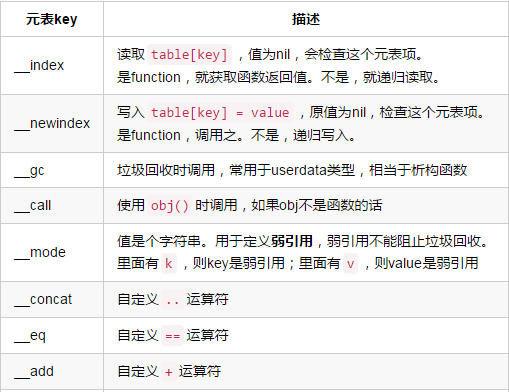 元表key 描述
__index 读取 table[key] ，值为nil，会检查这个元表项。
是function，就获取函数返回值。不是，就递归读取。
__newindex 写入 table[key] = value ，原值为nil，检查这个元表项。
是function，调用之。不是，递归写入。
__gc 垃圾回收时调用，常用于userdata类型，相当于析构函数
__call 使用 obj() 时调用，如果obj不是函数的话
__mode 值是个字符串。用于定义弱引用，弱引用不能阻止垃圾回收。
里面有 k ，则key是弱引用；里面有 v ，则value是弱引用
__concat 自定义 .. 运算符
__eq 自定义 == 运算符
__add 自定义 + 运算符